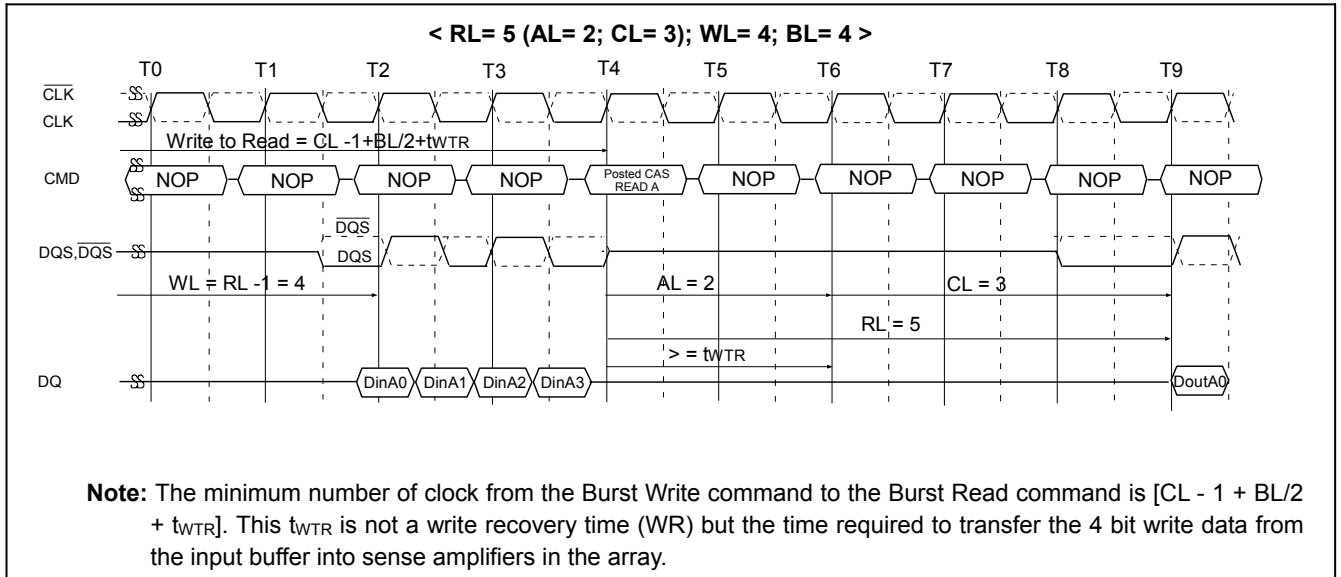 < RL= 5 (AL= 2; CL= 3); WL= 4; BL= 4 >
T0 T1 T2 T3 T4 T5 T6 T7 T8 T9
CLK
CLK
Write to Read = CL -1+BL/2+tWTR
CMD NOP NOP NOP NOP Posted CAS READ A NOP NOP NOP NOP NOP
DQS
DQS,DQS DQS
WL = RL -1 = 4 AL = 2 CL = 3
RL = 5
> = tWTR
DQ DinA0 DinA1 DinA2 DinA3 DoutA0
Note: The minimum number of clock from the Burst Write command to the Burst Read command is [CL - 1 + BL/2
+ tWTR]. This tWTR is not a write recovery time (WR) but the time required to transfer the 4 bit write data from
the input buffer into sense amplifiers in the array.